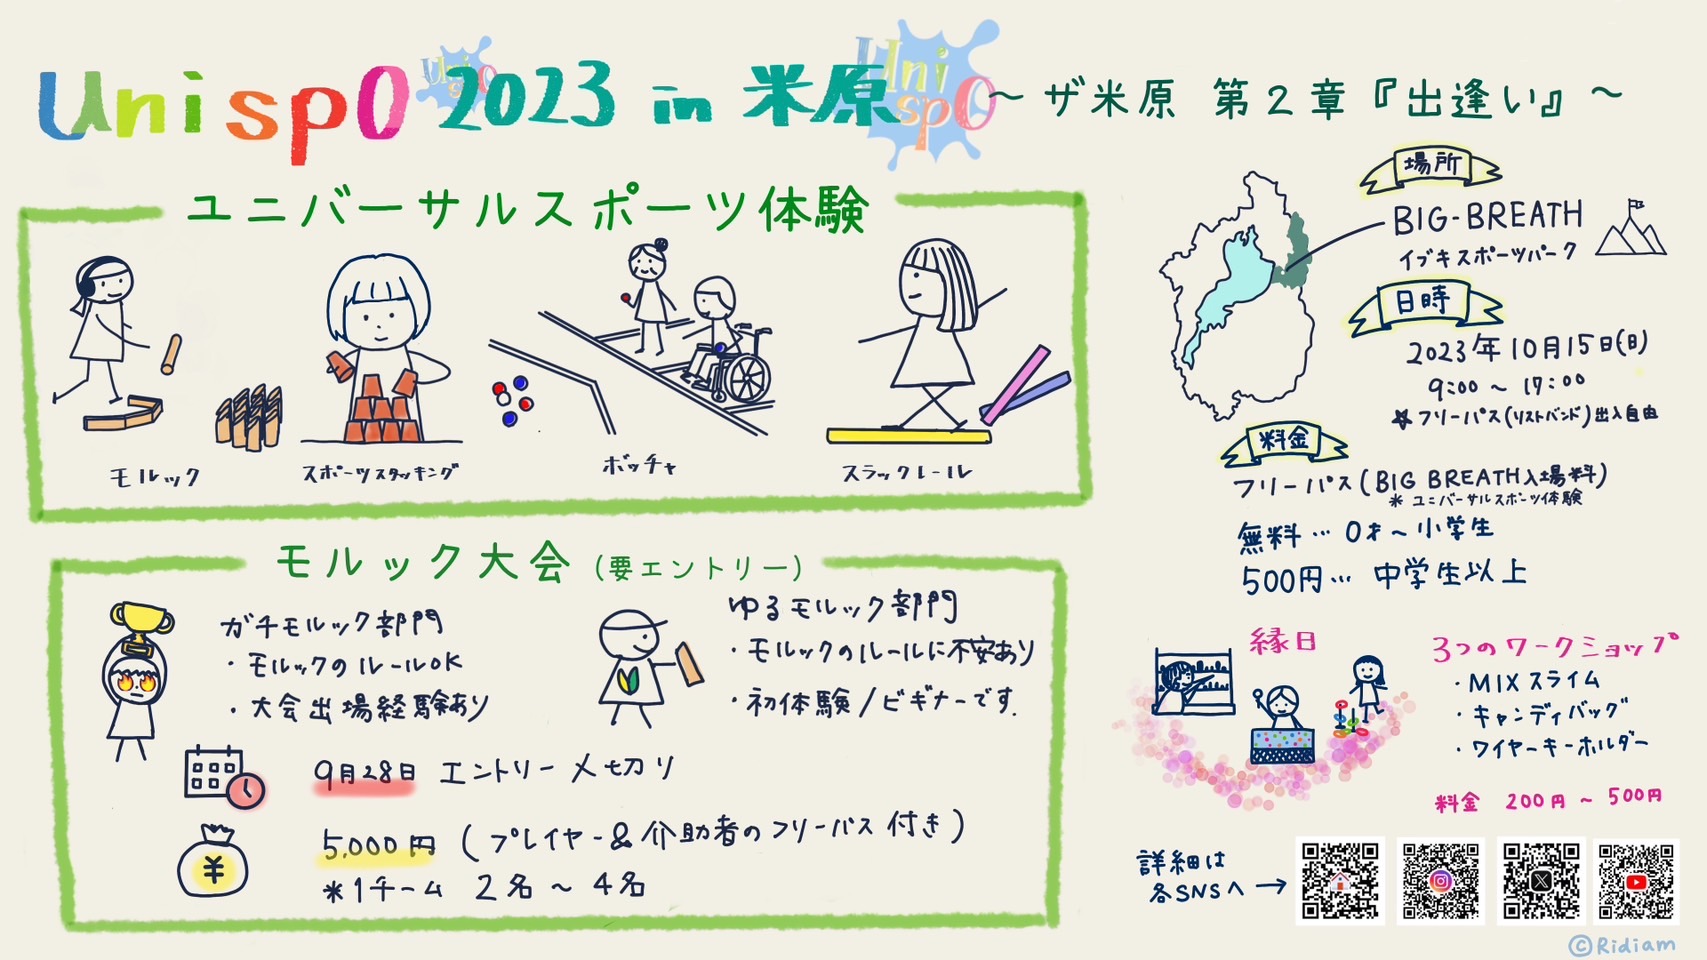 UnispO 2023 in 米原 ～ ザ米原 第2章『出逢い』～
Uni
spO
ユニバーサルスポーツ体験
モルック
スポーツスタッキング
ボッチャ
スラックレール
モルック大会 (要エントリー)
ガチモルック部門
・モルックのルールOK
・大会出場経験あり
ゆるモルック部門
・モルックのルールに不安あり
・初体験/ビギナーです.
9月28日 エントリー〆切り
¥
5,000円 (プレイヤー&介助者のフリーパス付き)
*1チーム 2名～4名
場所
BIG-BREATH
イブキスポーツパーク
日時
2023年10月15日(日)
9:00～17:00
☆フリーパス(リストバンド)出入自由
料金
フリーパス(BIG BREATH入場料)
* ユニバーサルスポーツ体験
無料…0才～小学生
500円…中学生以上
縁日
3つのワークショップ
・MIXスライム
・キャンディバッグ
・ワイヤーキーホルダー
料金 200円～500円
詳細は
各SNSへ→
©Ridiam